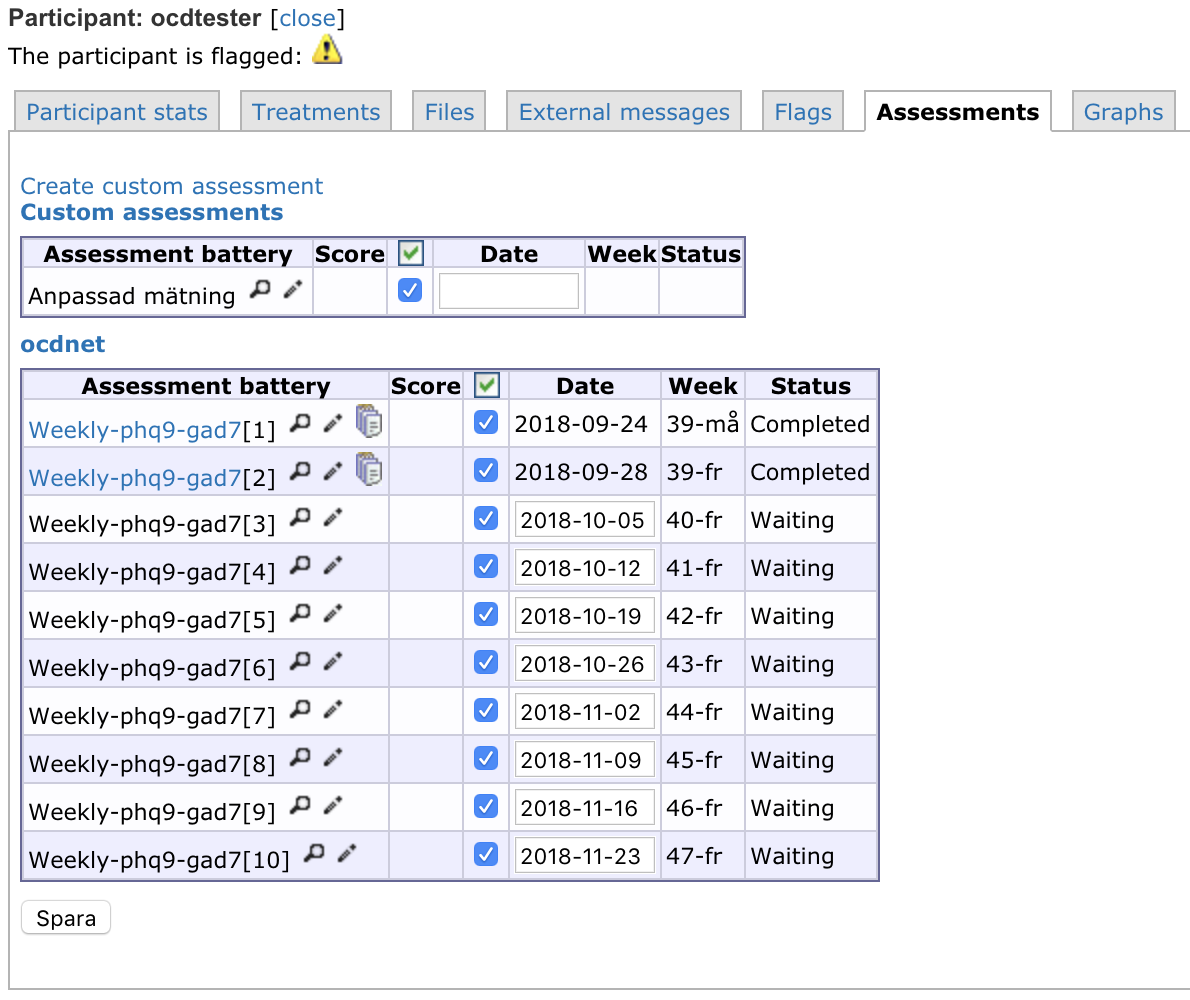 Participant: ocdtester [close]
The participant is flagged:
Participant stats Treatments Files External messages Flags Assessments Graphs
Create custom assessment
Custom assessments
Assessment battery Score Date Week Status
Anpassad mätning
ocdnet
Assessment battery Score Date Week Status
Weekly-phq9-gad7[1] 2018-09-24 39-må Completed
Weekly-phq9-gad7[2] 2018-09-28 39-fr Completed
Weekly-phq9-gad7[3] 2018-10-05 40-fr Waiting
Weekly-phq9-gad7[4] 2018-10-12 41-fr Waiting
Weekly-phq9-gad7[5] 2018-10-19 42-fr Waiting
Weekly-phq9-gad7[6] 2018-10-26 43-fr Waiting
Weekly-phq9-gad7[7] 2018-11-02 44-fr Waiting
Weekly-phq9-gad7[8] 2018-11-09 45-fr Waiting
Weekly-phq9-gad7[9] 2018-11-16 46-fr Waiting
Weekly-phq9-gad7[10] 2018-11-23 47-fr Waiting
Spara